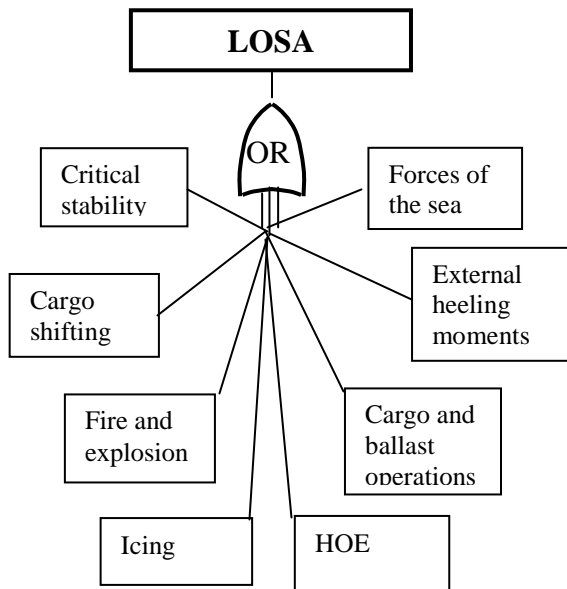 LOSA
OR
Critical
stability
Forces of
the sea
Cargo
shifting
External
heeling
moments
Fire and
explosion
Cargo and
ballast
operations
Icing
HOE